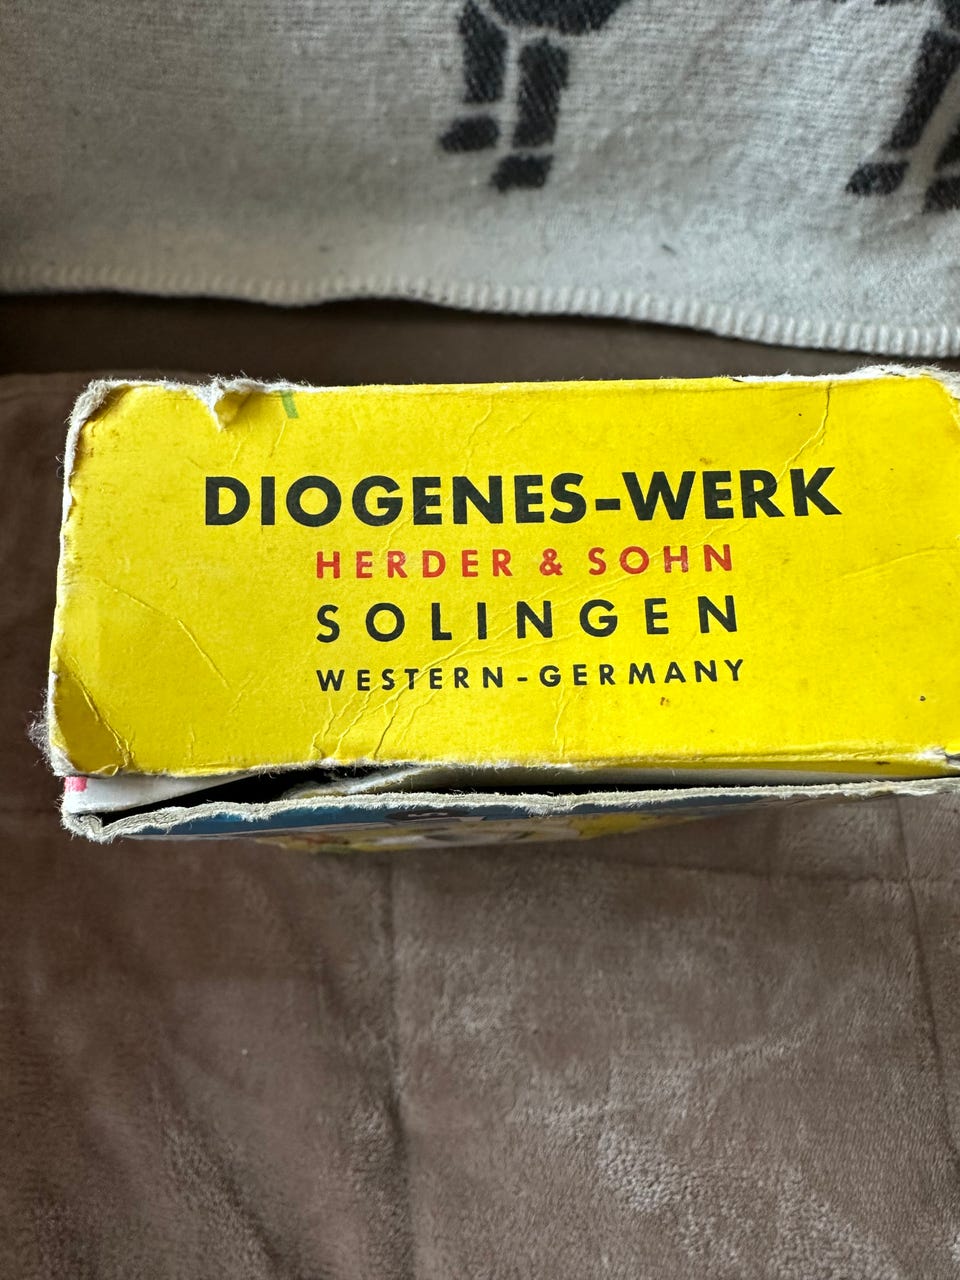 DIOGENES-WERK
HERDER & SOHN
SOLINGEN
WESTERN-GERMANY